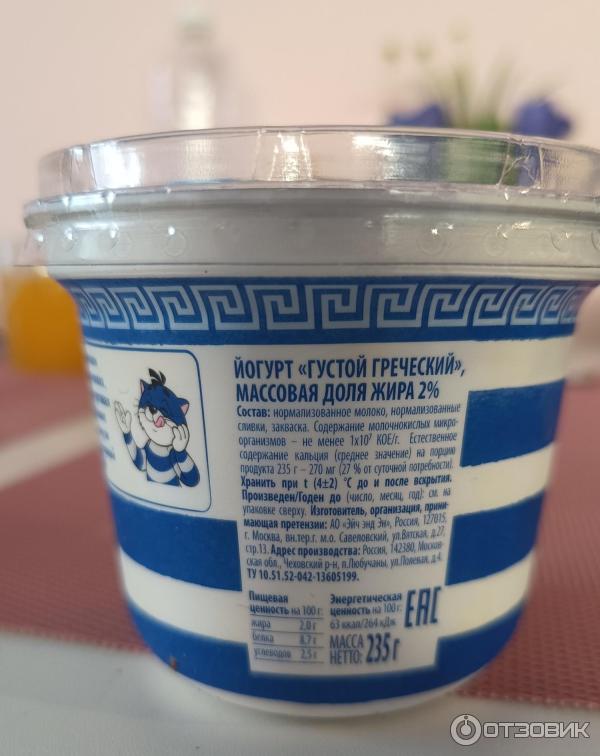 ЙОГУРТ «ГУСТОЙ ГРЕЧЕСКИЙ»,
МАССОВАЯ ДОЛЯ ЖИРА 2%
Состав: нормализованное молоко, нормализованные
сливки, закваска. Содержание молочнокислых микро-
организмов – не менее 1х10⁷ КОЕ/г. Естественное
содержание кальция (среднее значение) на порцию
продукта 235 г – 270 мг (27 % от суточной потребности).
Хранить при t (4±2) °С до и после вскрытия.
Произведен/Годен до (число, месяц, год): см. на
упаковке сверху. Изготовитель, организация, прини-
мающая претензии: АО «Эйч энд Эн», Россия, 127015,
г. Москва, вн.тер.г. м.о. Савеловский, ул.Вятская, д.27,
стр.13. Адрес производства: Россия, 142380, Москов-
ская обл., Чеховский р-н, п.Любучаны, ул.Полевая, д.4.
ТУ 10.51.52-042-13605199.
Пищевая
ценность на 100 г:
жира 2,0 г
белка 8,7 г
углеводов 2,5 г
Энергетическая
ценность на 100 г:
63 ккал/264 кДж
МАССА
НЕТТО: 235 г
ЕАС
ОТЗОВИК